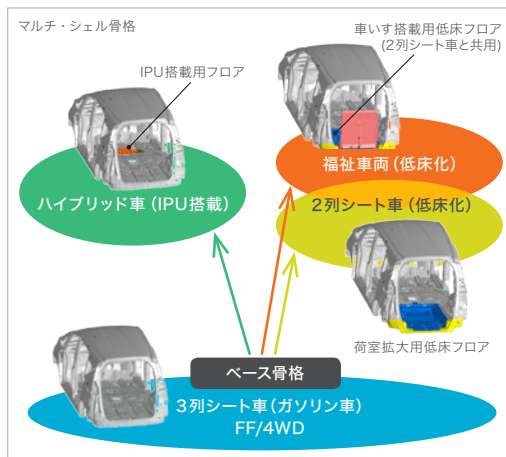 マルチ・シェル骨格
車いす搭載用低床フロア
(2列シート車と共用)
IPU搭載用フロア
ハイブリッド車(IPU搭載)
福祉車両(低床化)
2列シート車(低床化)
荷室拡大用低床フロア
ベース骨格
3列シート車(ガソリン車)
FF/4WD